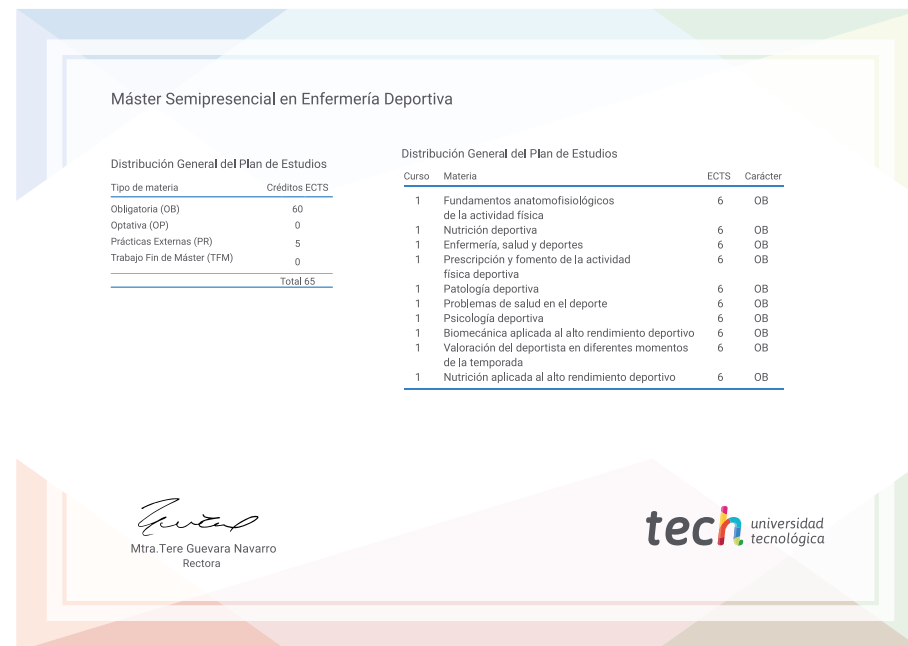 Máster Semipresencial en Enfermería Deportiva
Distribución General del Plan de Estudios
Tipo de materia Créditos ECTS
Obligatoria (OB) 60
Optativa (OP) 0
Prácticas Externas (PR) 5
Trabajo Fin de Máster (TFM) 0
Total 65
Distribución General del Plan de Estudios
Curso Materia ECTS Carácter
1 Fundamentos anatomofisiológicos 6 OB
de la actividad física
1 Nutrición deportiva 6 OB
1 Enfermería, salud y deportes 6 OB
1 Prescripción y fomento de la actividad 6 OB
física deportiva
1 Patología deportiva 6 OB
1 Problemas de salud en el deporte 6 OB
1 Psicología deportiva 6 OB
1 Biomecánica aplicada al alto rendimiento deportivo 6 OB
1 Valoración del deportista en diferentes momentos 6 OB
de la temporada
1 Nutrición aplicada al alto rendimiento deportivo 6 OB
Mtra.Tere Guevara Navarro
Rectora
tech universidad
tecnológica